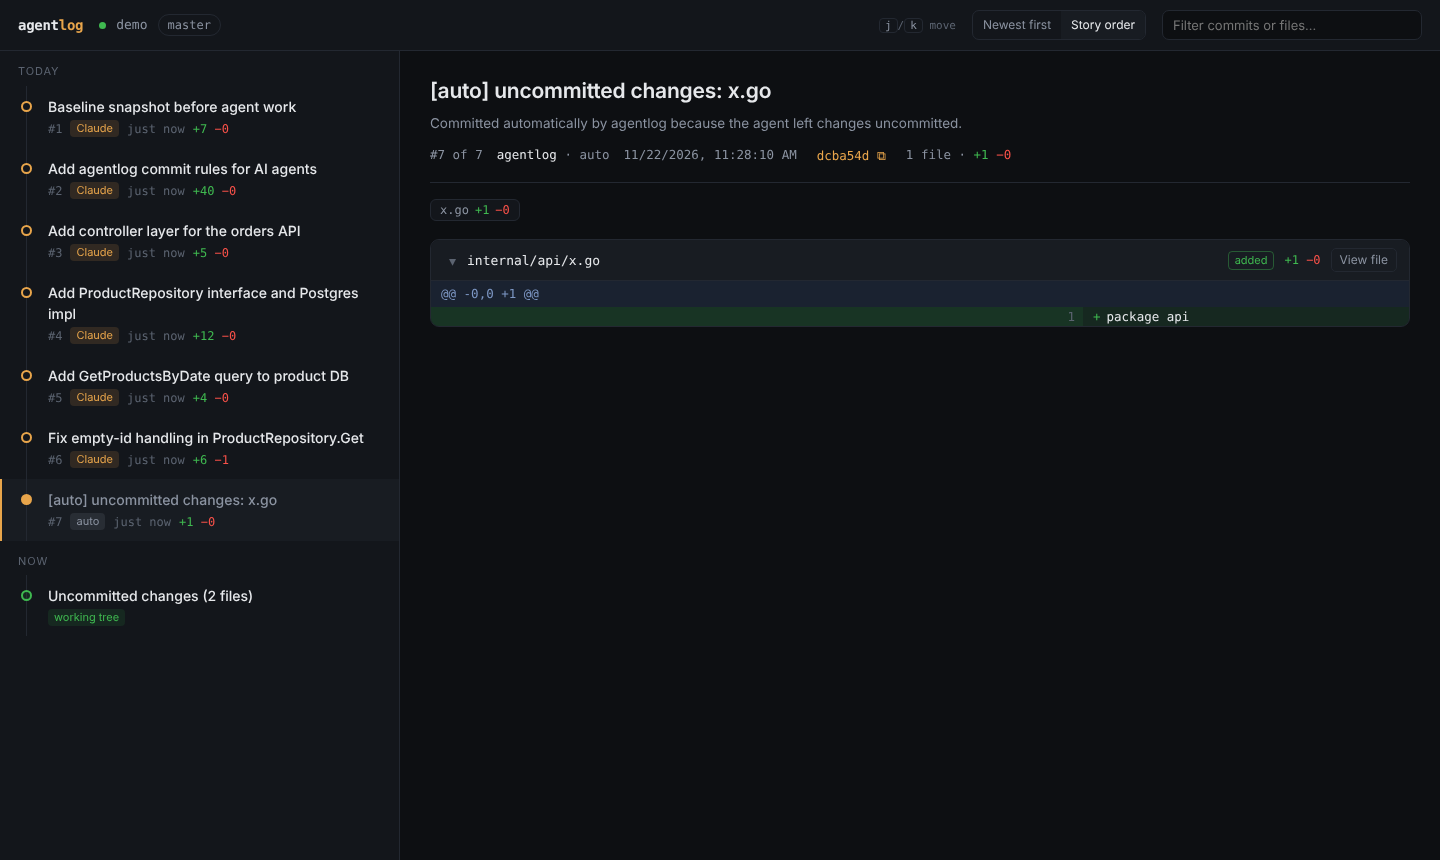 agentlog demo master j/k move Newest first Story order Filter commits or files...
TODAY
Baseline snapshot before agent work
#1 Claude just now +7 −0
Add agentlog commit rules for AI agents
#2 Claude just now +40 −0
Add controller layer for the orders API
#3 Claude just now +5 −0
Add ProductRepository interface and Postgres
impl
#4 Claude just now +12 −0
Add GetProductsByDate query to product DB
#5 Claude just now +4 −0
Fix empty-id handling in ProductRepository.Get
#6 Claude just now +6 −1
[auto] uncommitted changes: x.go
#7 auto just now +1 −0
NOW
Uncommitted changes (2 files)
working tree
[auto] uncommitted changes: x.go
Committed automatically by agentlog because the agent left changes uncommitted.
#7 of 7 agentlog · auto 11/22/2026, 11:28:10 AM dcba54d ⧉ 1 file · +1 −0
x.go +1 −0
▼ internal/api/x.go added +1 −0 View file
@@ -0,0 +1 @@
1 + package api